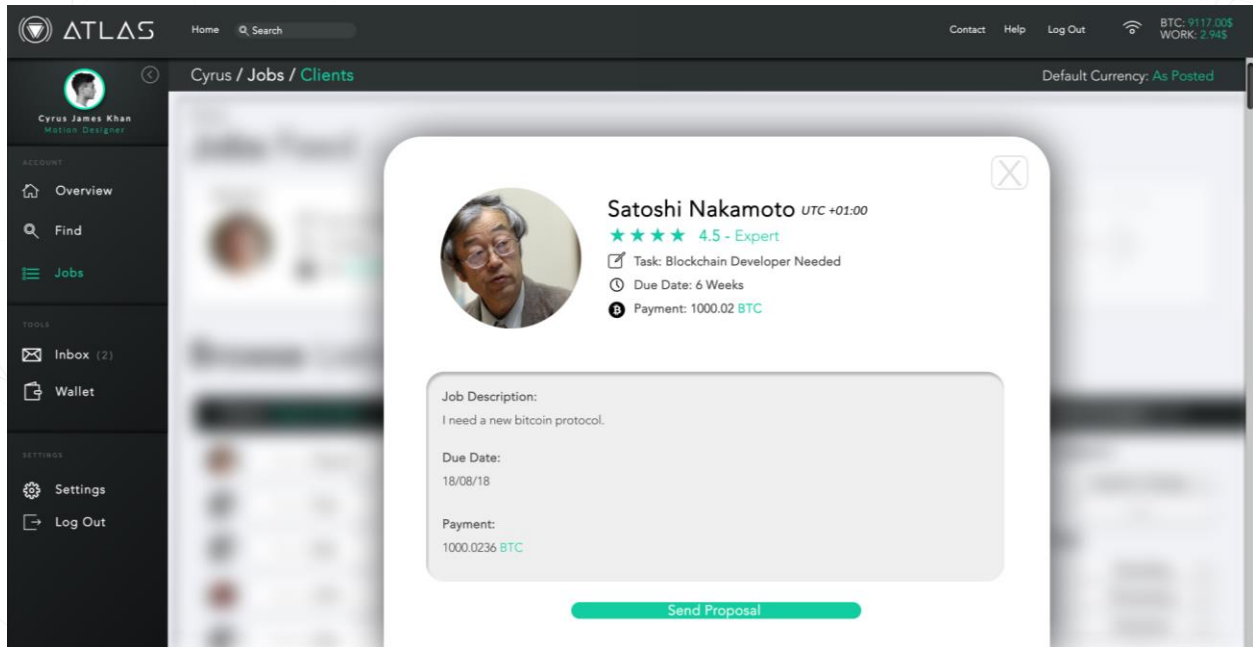 ATLAS
Home Search
Contact Help Log Out
BTC: 9117.00$
WORK: 2.94$
Cyrus James Khan
Motion Designer
Cyrus / Jobs / Clients
Default Currency: As Posted
ACCOUNT
Overview
Find
Jobs
TOOLS
Inbox (2)
Wallet
SETTINGS
Settings
Log Out
Jobs Feed
Browse
X
Satoshi Nakamoto UTC +01:00
4.5 - Expert
Task: Blockchain Developer Needed
Due Date: 6 Weeks
Payment: 1000.02 BTC
Job Description:
I need a new bitcoin protocol.
Due Date:
18/08/18
Payment:
1000.0236 BTC
Send Proposal